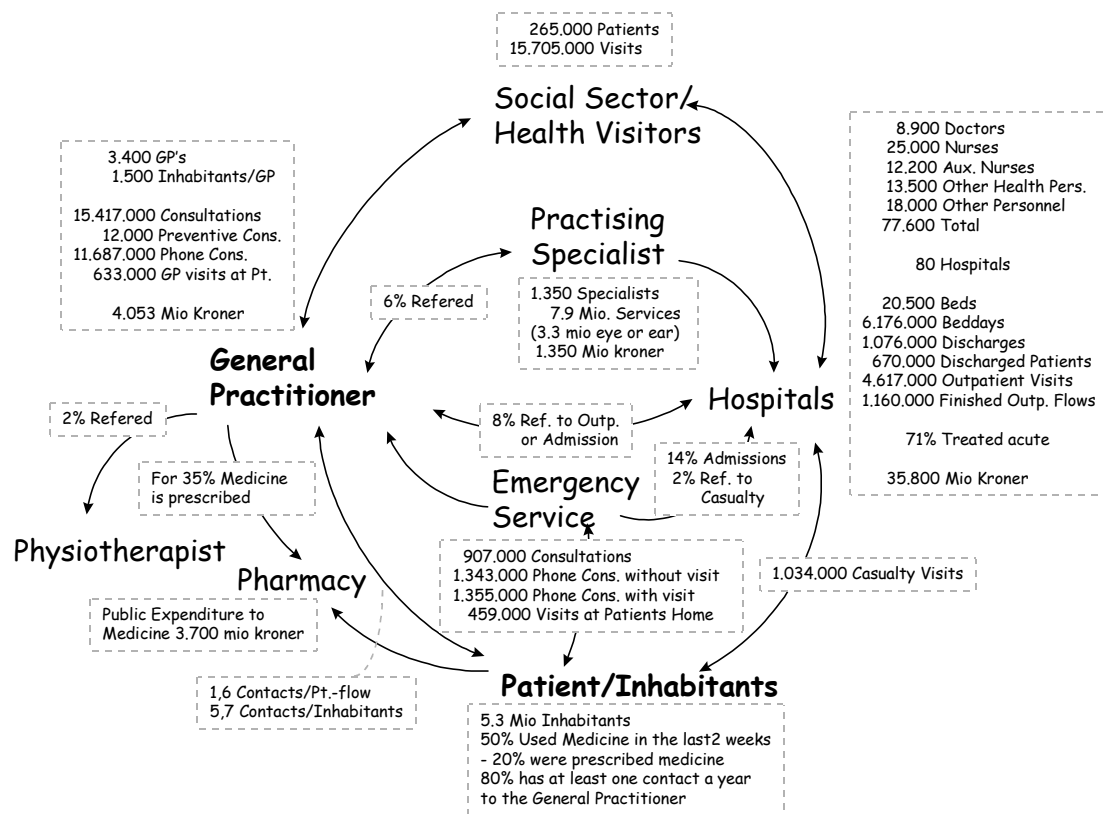 265.000 Patients
15.705.000 Visits
Social Sector/
Health Visitors
3.400 GP's
1.500 Inhabitants/GP
15.417.000 Consultations
12.000 Preventive Cons.
11.687.000 Phone Cons.
633.000 GP visits at Pt.
4.053 Mio Kroner
8.900 Doctors
25.000 Nurses
12.200 Aux. Nurses
13.500 Other Health Pers.
18.000 Other Personnel
77.600 Total
80 Hospitals
20.500 Beds
6.176.000 Beddays
1.076.000 Discharges
670.000 Discharged Patients
4.617.000 Outpatient Visits
1.160.000 Finished Outp. Flows
71% Treated acute
35.800 Mio Kroner
Practising
Specialist
6% Refered
1.350 Specialists
7.9 Mio. Services
(3.3 mio eye or ear)
1.350 Mio kroner
General
Practitioner
Hospitals
2% Refered
8% Ref. to Outp.
or Admission
14% Admissions
2% Ref. to
Casualty
For 35% Medicine
is prescribed
Emergency
Service
Physiotherapist
Pharmacy
907.000 Consultations
1.343.000 Phone Cons. without visit
1.355.000 Phone Cons. with visit
459.000 Visits at Patients Home
1.034.000 Casualty Visits
Public Expenditure to
Medicine 3.700 mio kroner
1,6 Contacts/Pt.-flow
5,7 Contacts/Inhabitants
Patient/Inhabitants
5.3 Mio Inhabitants
50% Used Medicine in the last2 weeks
- 20% were prescribed medicine
80% has at least one contact a year
to the General Practitioner